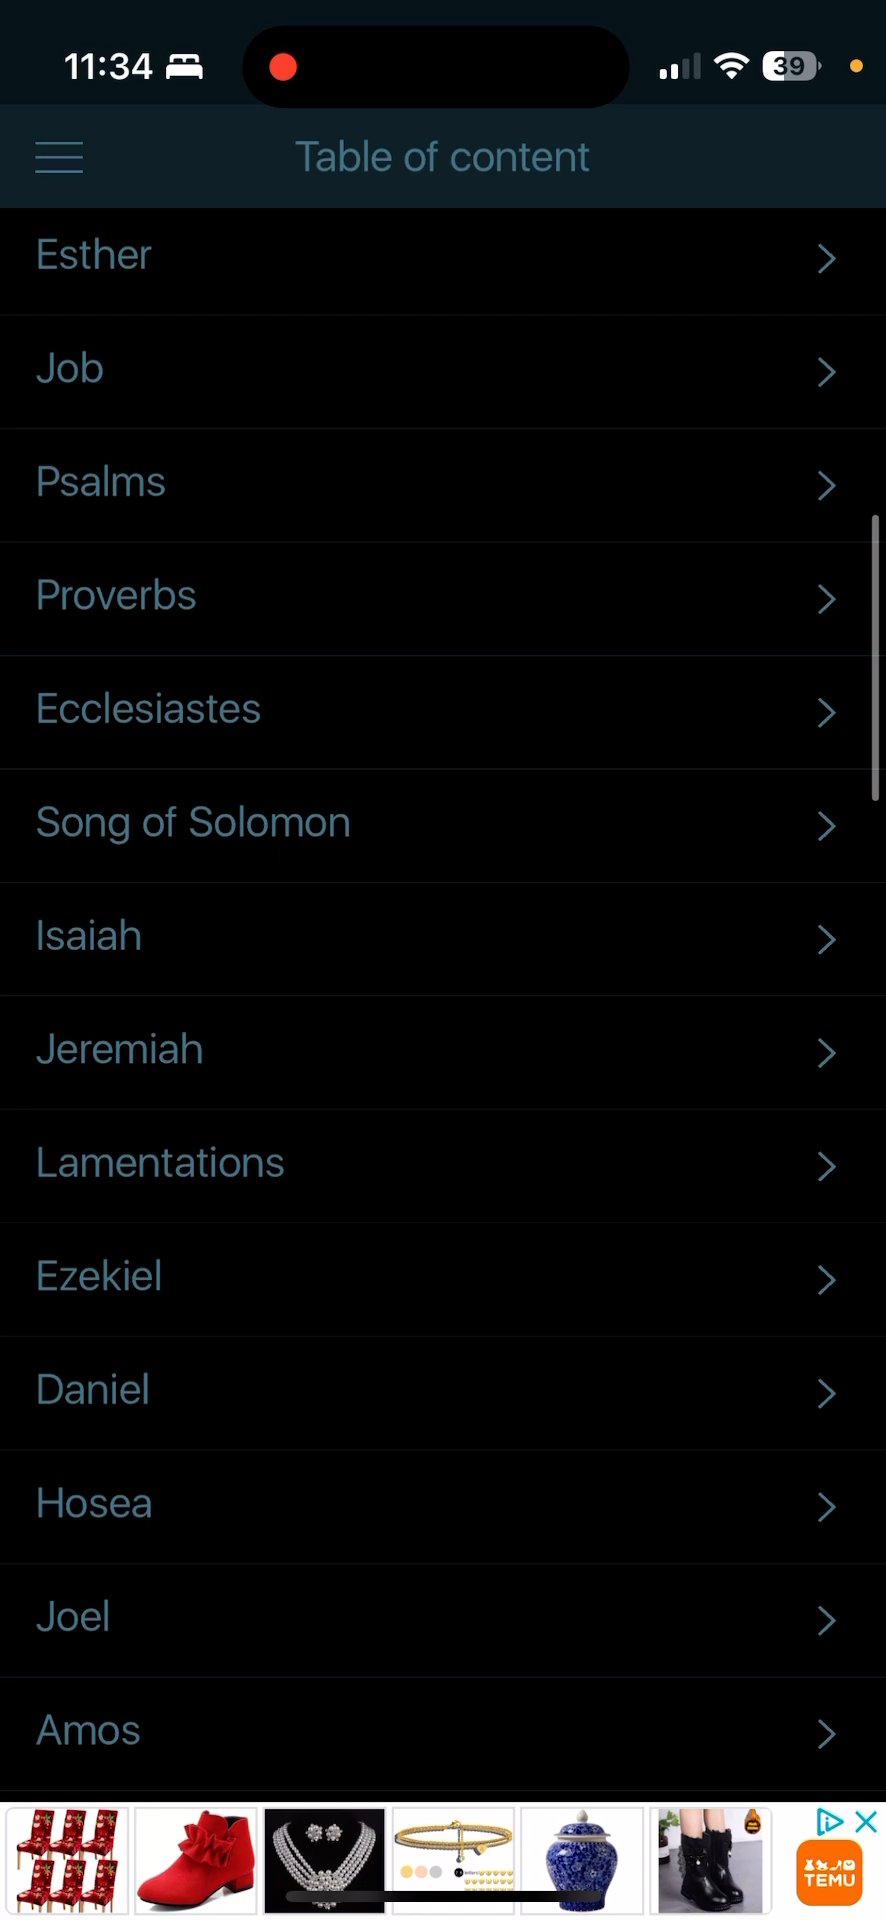 11:34
39
Table of content
Esther
Job
Psalms
Proverbs
Ecclesiastes
Song of Solomon
Isaiah
Jeremiah
Lamentations
Ezekiel
Daniel
Hosea
Joel
Amos
TEMU